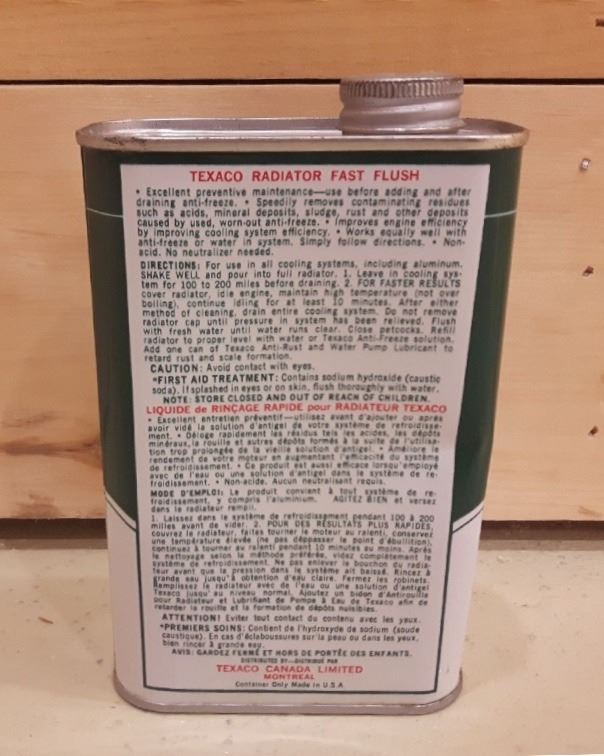 TEXACO RADIATOR FAST FLUSH
• Excellent preventive maintenance—use before adding and after
draining anti-freeze. • Speedily removes contaminating residues
such as acids, mineral deposits, sludge, rust and other deposits
caused by used, worn-out anti-freeze. • Improves engine efficiency
by improving cooling system efficiency. • Works equally well with
anti-freeze or water in system. Simply follow directions. • Non-
acid. No neutralizer needed.
DIRECTIONS: For use in all cooling systems, including aluminum.
SHAKE WELL and pour into full radiator. 1. Leave in cooling sys-
tem for 100 to 200 miles before draining. 2. FOR FASTER RESULTS
cover radiator, idle engine, maintain high temperature (not over
boiling), continue idling for at least 10 minutes. After either
method of cleaning, drain entire cooling system. Do not remove
radiator cap until pressure in system has been relieved. Flush
with fresh water until water runs clear. Close petcocks. Refill
radiator to proper level with water or Texaco Anti-Freeze solution.
Add one can of Texaco Anti-Rust and Water Pump Lubricant to
retard rust and scale formation.
CAUTION: Avoid contact with eyes.
*FIRST AID TREATMENT: Contains sodium hydroxide (caustic
soda). If splashed in eyes or on skin, flush thoroughly with water.
NOTE: STORE CLOSED AND OUT OF REACH OF CHILDREN.
LIQUIDE de RINÇAGE RAPIDE pour RADIATEUR TEXACO
• Excellent entretien préventif—utilisez avant d'ajouter ou après
avoir vidé la solution d'antigel de votre système de refroidisse-
ment. • Déloge rapidement les résidus tels les acides, les dépôts
minéraux, la rouille et autres dépôts formés à la suite de l'utilisa-
tion trop prolongée de la vieille solution d'antigel. • Améliore le
rendement de votre moteur en augmentant l'efficacité du système
de refroidissement. • Ce produit est aussi efficace lorsqu'employé
avec de l'eau ou une solution d'antigel dans le système de re-
froidissement. • Non-acide. Aucun neutralisant requis.
MODE D'EMPLOI: Le produit convient à tout système de re-
froidissement, y compris l'aluminium. AGITEZ BIEN et versez
dans le radiateur rempli.
1. Laissez dans le système de refroidissement pendant 100 à 200
milles avant de vider. 2. POUR DES RÉSULTATS PLUS RAPIDES,
couvrez le radiateur, faites tourner le moteur au ralenti, conservez
une température élevée (ne pas dépasser le point d'ébullition),
continuez à tourner au ralenti pendant 10 minutes au moins. Après
le nettoyage selon la méthode préférée, videz complètement le
système de refroidissement. Ne pas enlever le bouchon du radia-
teur avant que la pression dans le système ait baissé. Rincez à
grande eau jusqu'à obtention d'eau claire. Fermez les robinets.
Remplissez le radiateur avec de l'eau ou une solution d'antigel
Texaco jusqu'au niveau normal. Ajoutez un bidon d'Antirouille
pour Radiateur et Lubrifiant de Pompe à Eau de Texaco afin de
retarder la rouille et la formation de dépôts nuisibles.
ATTENTION! Eviter tout contact du contenu avec les yeux.
*PREMIERS SOINS: Contient de l'hydroxyde de sodium (soude
caustique). En cas d'éclaboussures sur la peau ou dans les yeux,
bien rincer à grande eau.
AVIS: GARDEZ FERMÉ ET HORS DE PORTÉE DES ENFANTS.
DISTRIBUTED BY—DISTRIBUÉ PAR
TEXACO CANADA LIMITED
MONTREAL
Container Only Made in U.S.A.